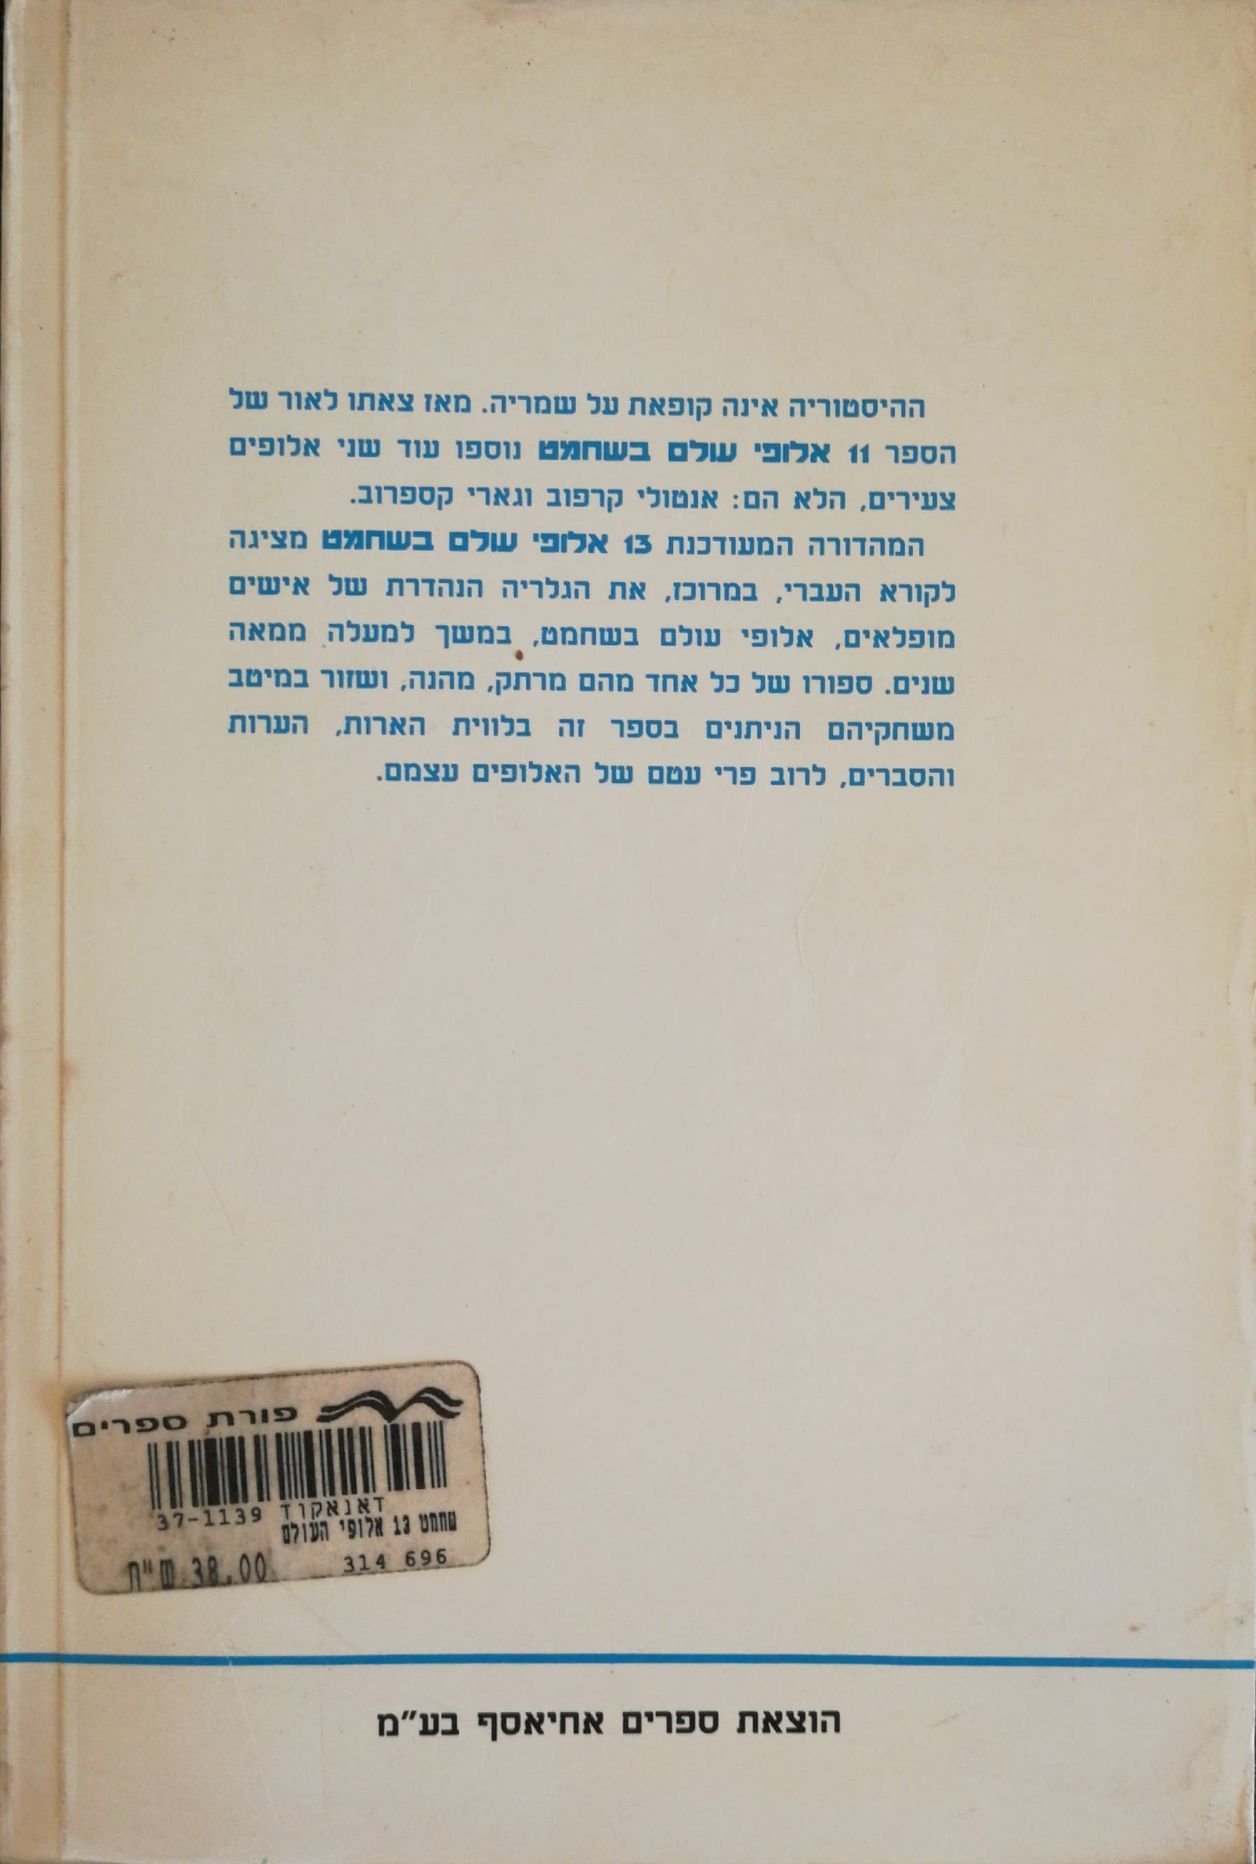 ההיסטוריה אינה קופאת על שמריה. מאז צאתו לאור של
הספר 11 אלופי עולם בשחמט נוספו עוד שני אלופים
צעירים, הלא הם: אנטולי קרפוב וגארי קספרוב.
המהדורה המעודכנת 13 אלופי עולם בשחמט מציגה
לקורא העברי, במרוכז, את הגלריה הנהדרת של אישים
מופלאים, אלופי עולם בשחמט, במשך למעלה ממאה
שנים. ספורו של כל אחד מהם מרתק, מהנה, ושזור במיטב
משחקיהם הניתנים בספר זה בלווית הארות, הערות
והסברים, לרוב פרי עטם של האלופים עצמם.
פורת ספרים
דאנאקוד 37-1139
שחמט 13 אלופי העולם
314 696
38.00 ש"ח
הוצאת ספרים אחיאסף בע"מ